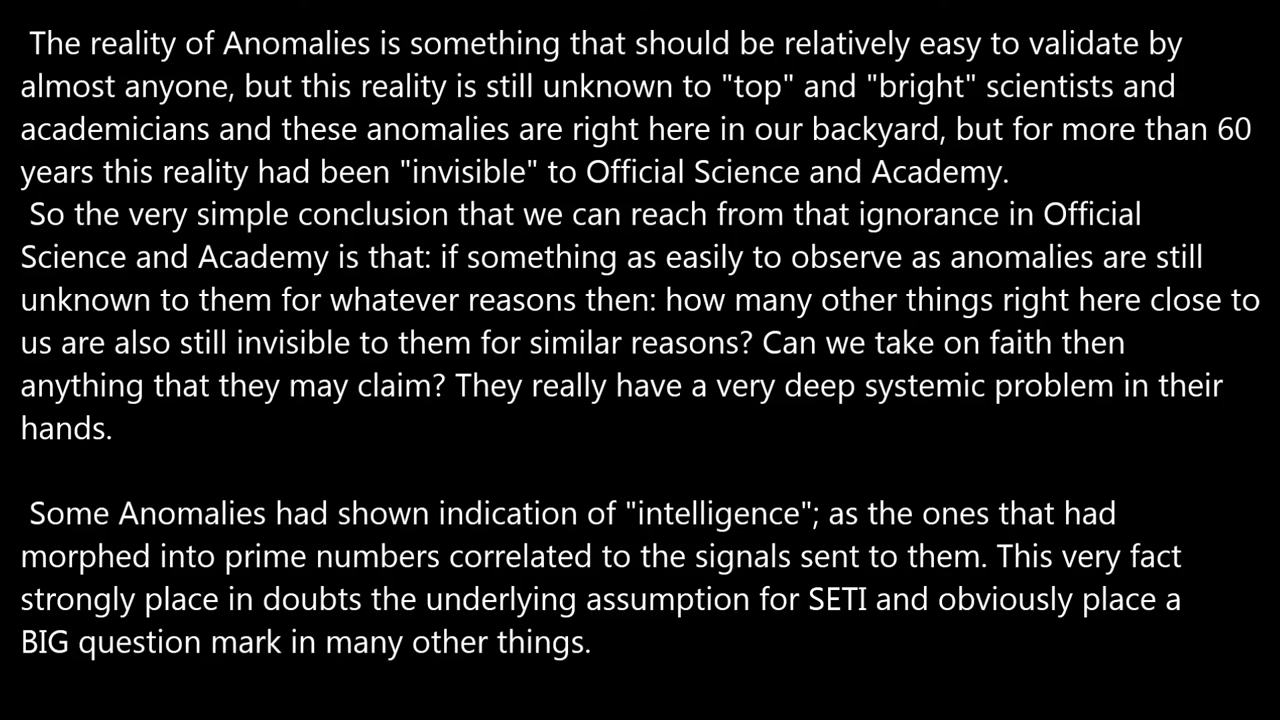 The reality of Anomalies is something that should be relatively easy to validate by
almost anyone, but this reality is still unknown to "top" and "bright" scientists and
academicians and these anomalies are right here in our backyard, but for more than 60
years this reality had been "invisible" to Official Science and Academy.
So the very simple conclusion that we can reach from that ignorance in Official
Science and Academy is that: if something as easily to observe as anomalies are still
unknown to them for whatever reasons then: how many other things right here close to
us are also still invisible to them for similar reasons? Can we take on faith then
anything that they may claim? They really have a very deep systemic problem in their
hands.
Some Anomalies had shown indication of "intelligence"; as the ones that had
morphed into prime numbers correlated to the signals sent to them. This very fact
strongly place in doubts the underlying assumption for SETI and obviously place a
BIG question mark in many other things.